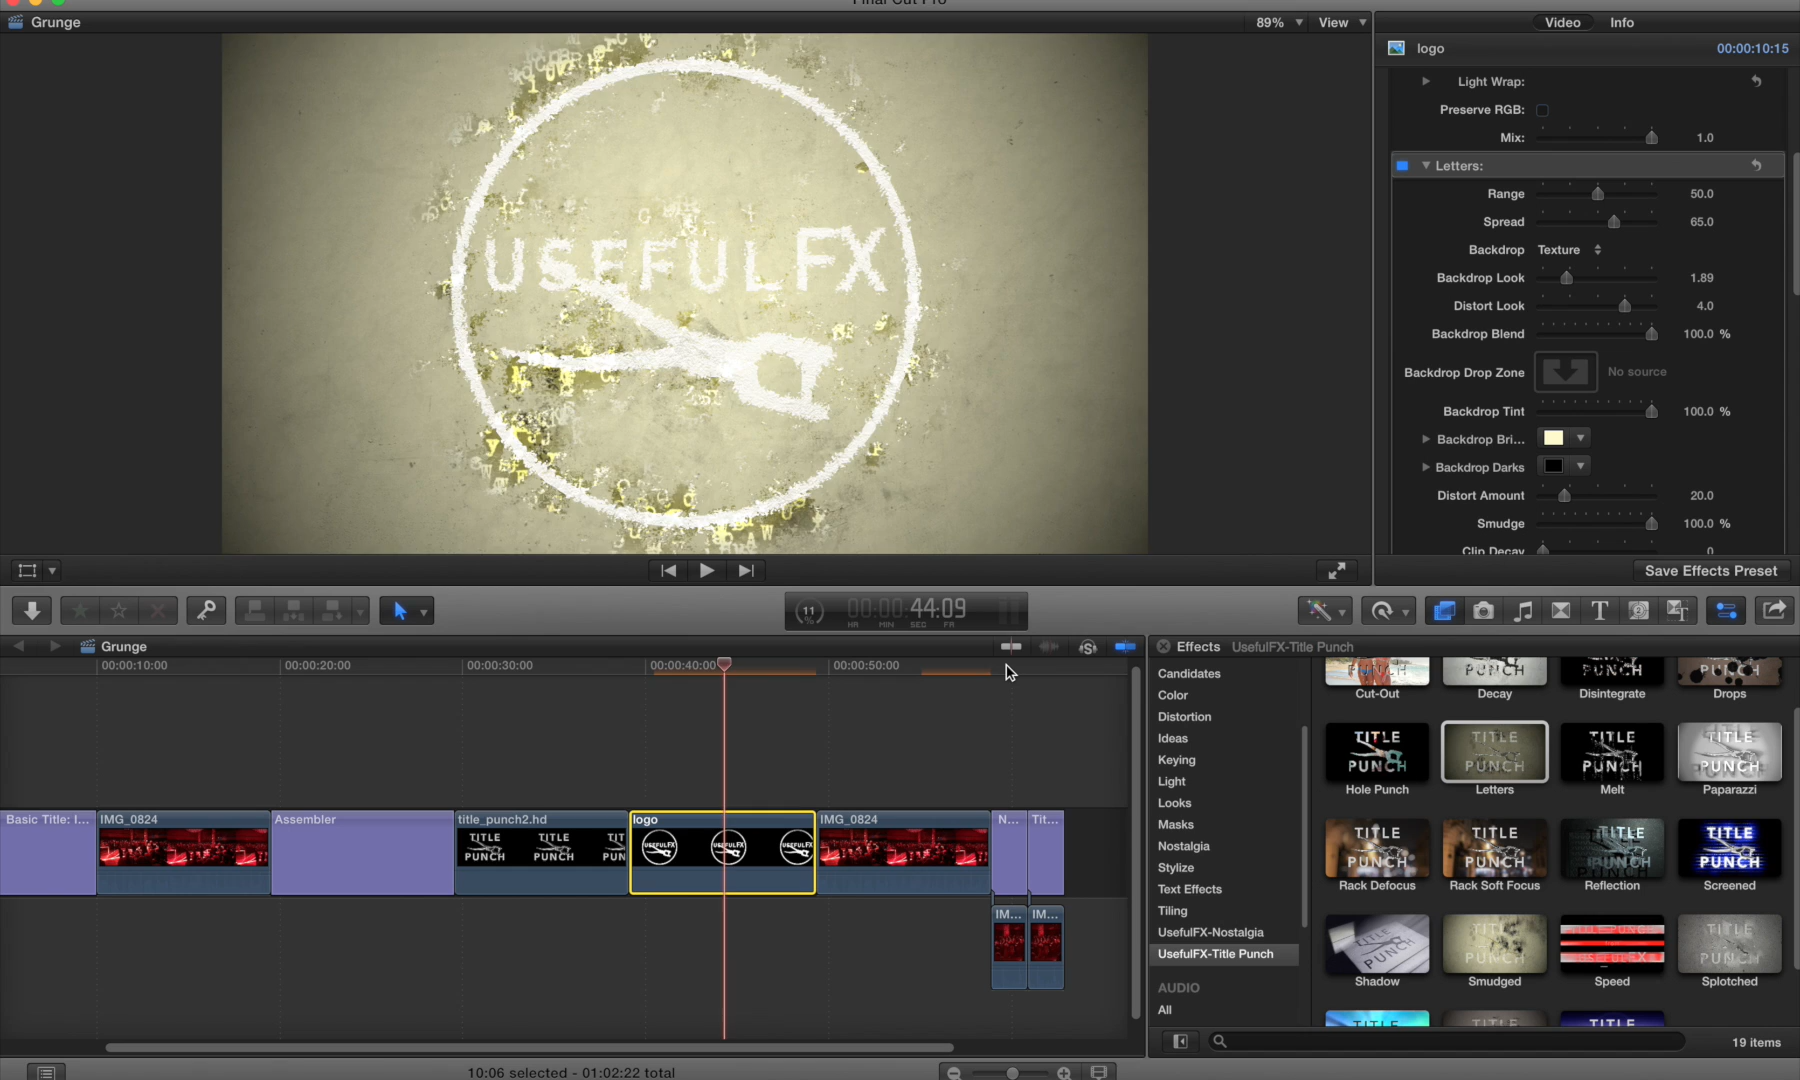 Final Cut Pro
Grunge
89%
View
Video
Info
USEFULFX
logo
00:00:10:15
Light Wrap:
Preserve RGB:
Mix:
1.0
Letters:
Range
50.0
Spread
65.0
Backdrop
Texture
Backdrop Look
1.89
Distort Look
4.0
Backdrop Blend
100.0 %
Backdrop Drop Zone
No source
Backdrop Tint
100.0 %
Backdrop Bri...
Backdrop Darks
Distort Amount
20.0
Smudge
100.0 %
Clip Decay
0
Save Effects Preset
11
%
00:00:44:09
HR MIN SEC FR
Grunge
00:00:10:00
00:00:20:00
00:00:30:00
00:00:40:00
00:00:50:00
Basic Title: I...
IMG_0824
Assembler
title_punch2.hd
logo
IMG_0824
N...
Tit...
TITLE PUNCH
TITLE PUNCH
USEFULFX
USEFULFX
USEFULFX
IM...
IM...
10:06 selected - 01:02:22 total
Effects
UsefulFX-Title Punch
Candidates
Color
Distortion
Ideas
Keying
Light
Looks
Masks
Nostalgia
Stylize
Text Effects
Tiling
UsefulFX-Nostalgia
UsefulFX-Title Punch
AUDIO
All
Cut-Out
Decay
Disintegrate
Drops
TITLE PUNCH
TITLE PUNCH
TITLE PUNCH
TITLE PUNCH
Hole Punch
Letters
Melt
Paparazzi
TITLE PUNCH
TITLE PUNCH
TITLE PUNCH
TITLE PUNCH
Rack Defocus
Rack Soft Focus
Reflection
Screened
TITLE PUNCH
TITLE PUNCH
TITLE PUNCH
Shadow
Smudged
Speed
Splotched
TITLE
TITLE
TITLE
19 items